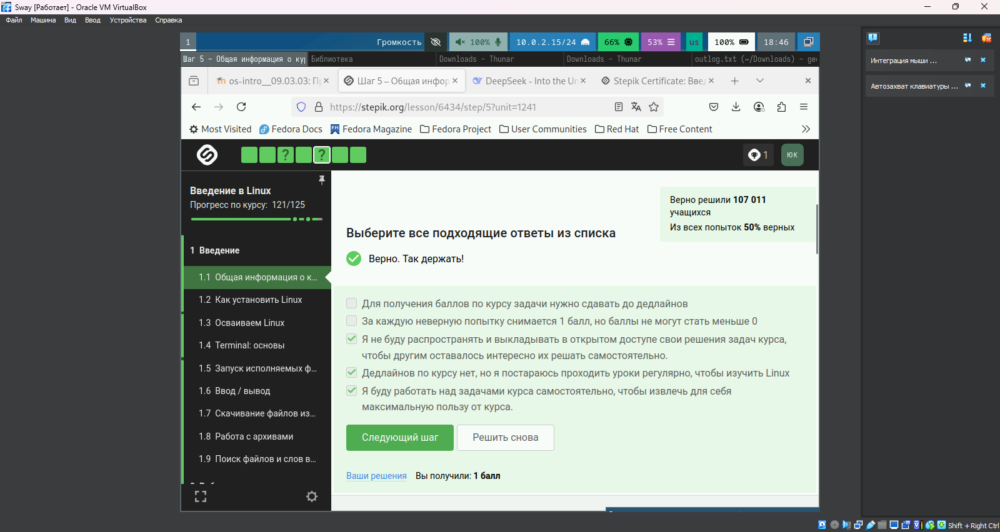 Sway [Работает] - Oracle VM VirtualBox
Файл Машина Вид Ввод Устройства Справка
1 Громкость 100% 10.0.2.15/24 66% 53% us 100% 18:46
Шаг 5 – Общая информация о кур Библиотека Downloads - Thunar Downloads - Thunar outlog.txt (~/Downloads) - ge
os-intro__09.03.03: Пр Шаг 5 – Общая инфор DeepSeek - Into the Un Stepik Certificate: Введ
https://stepik.org/lesson/6434/step/5?unit=1241
Most Visited Fedora Docs Fedora Magazine Fedora Project User Communities Red Hat Free Content
? ? 1 ЮК
Введение в Linux
Прогресс по курсу: 121/125
1 Введение
1.1 Общая информация о к...
1.2 Как установить Linux
1.3 Осваиваем Linux
1.4 Terminal: основы
1.5 Запуск исполняемых ф...
1.6 Ввод / вывод
1.7 Скачивание файлов из...
1.8 Работа с архивами
1.9 Поиск файлов и слов в...
Верно решили 107 011
учащихся
Из всех попыток 50% верных
Выберите все подходящие ответы из списка
Верно. Так держать!
Для получения баллов по курсу задачи нужно сдавать до дедлайнов
За каждую неверную попытку снимается 1 балл, но баллы не могут стать меньше 0
Я не буду распространять и выкладывать в открытом доступе свои решения задач курса,
чтобы другим оставалось интересно их решать самостоятельно.
Дедлайнов по курсу нет, но я постараюсь проходить уроки регулярно, чтобы изучить Linux
Я буду работать над задачами курса самостоятельно, чтобы извлечь для себя
максимальную пользу от курса.
Следующий шаг Решить снова
Ваши решения Вы получили: 1 балл
Интеграция мыши ...
Автозахват клавиатуры ...
Shift + Right Ctrl